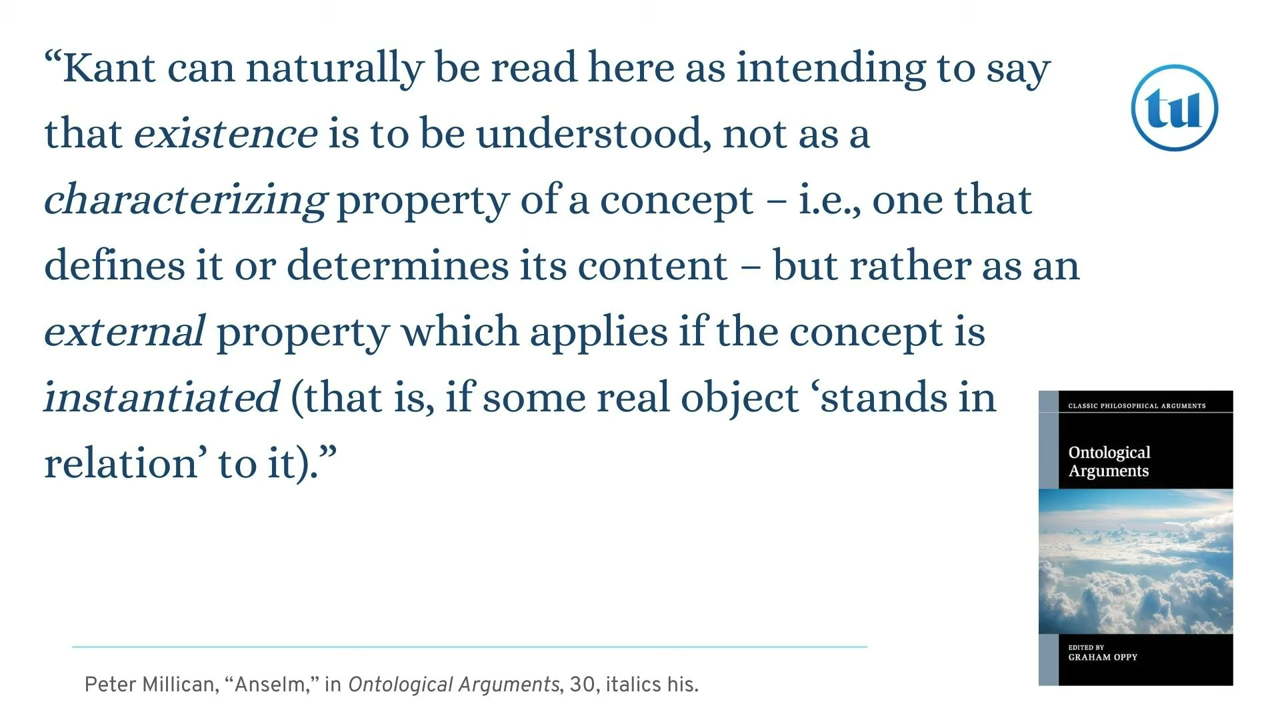 “Kant can naturally be read here as intending to say
that existence is to be understood, not as a
characterizing property of a concept – i.e., one that
defines it or determines its content – but rather as an
external property which applies if the concept is
instantiated (that is, if some real object ‘stands in
relation’ to it).”
tu
CLASSIC PHILOSOPHICAL ARGUMENTS
Ontological
Arguments
EDITED BY
GRAHAM OPPY
Peter Millican, “Anselm,” in Ontological Arguments, 30, italics his.